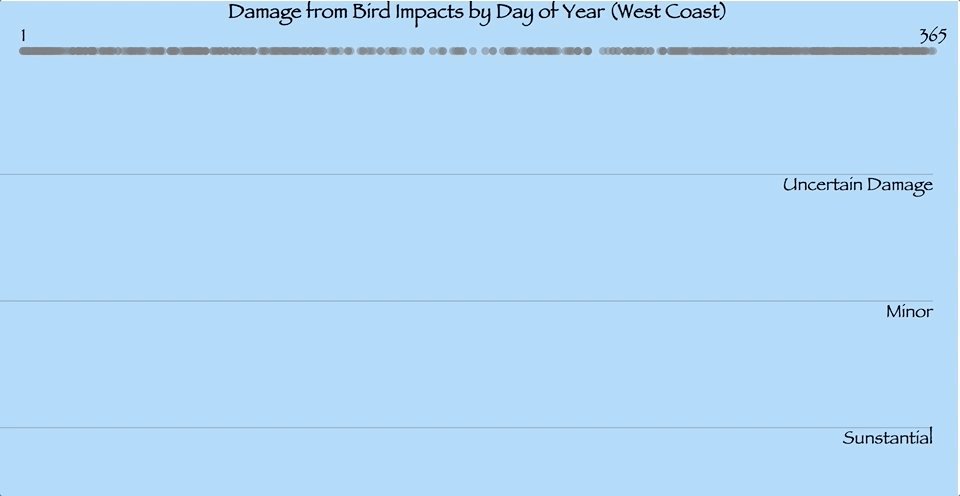 Damage from Bird Impacts by Day of Year (West Coast)
1 365
Uncertain Damage
Minor
Sunstantial